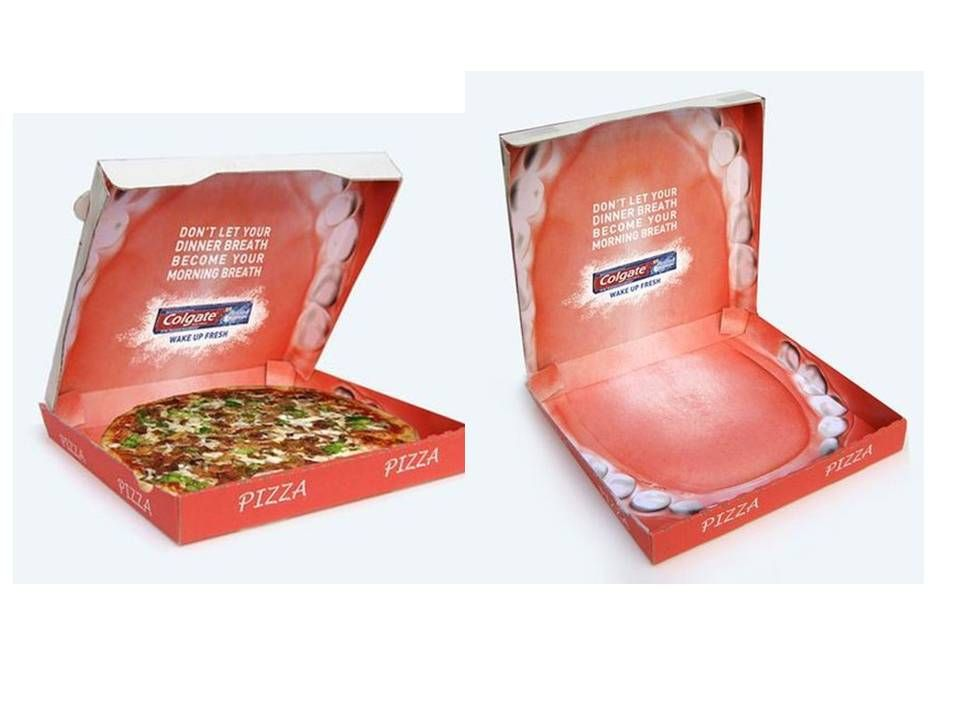 DON'T LET YOUR
DINNER BREATH
BECOME YOUR
MORNING BREATH
Colgate
WAKE UP FRESH
PIZZA
PIZZA
PIZZA
PIZZA
DON'T LET YOUR
DINNER BREATH
BECOME YOUR
MORNING BREATH
Colgate
WAKE UP FRESH
PIZZA
PIZZA